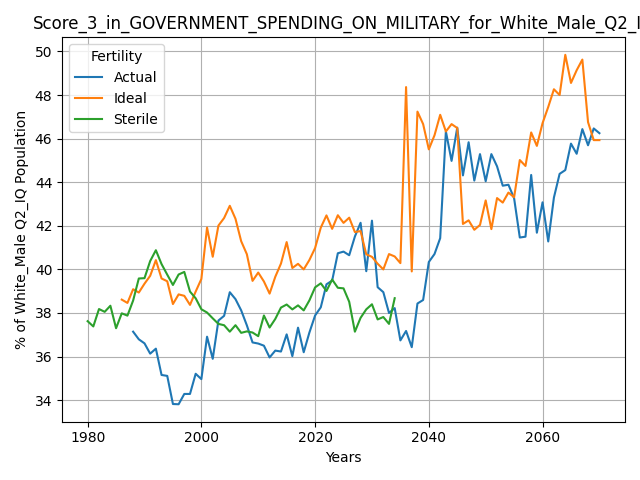 Score_3_in_GOVERNMENT_SPENDING_ON_MILITARY_for_White_Male_Q2_I
Fertility
Actual
Ideal
Sterile
% of White_Male Q2_IQ Population
50
48
46
44
42
40
38
36
34
1980
2000
2020
2040
2060
Years